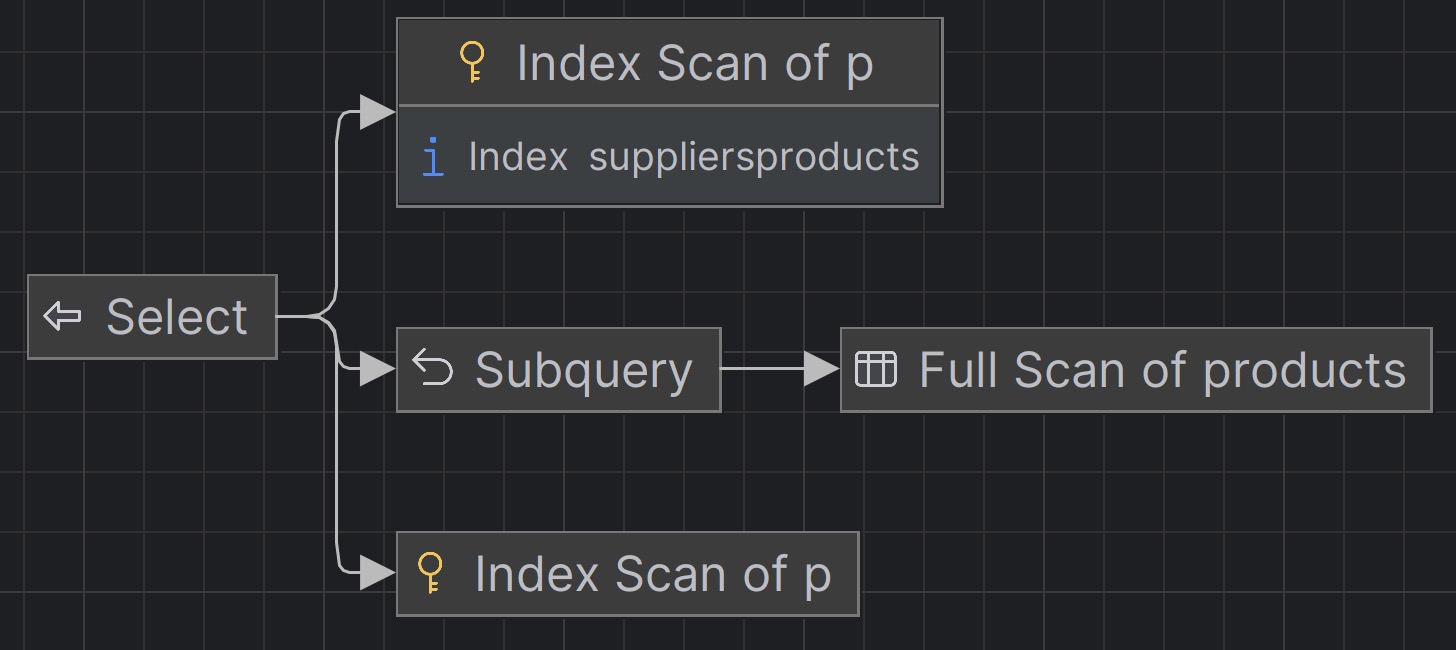 Index Scan of p
Index suppliersproducts
Select
Subquery
Full Scan of products
Index Scan of p